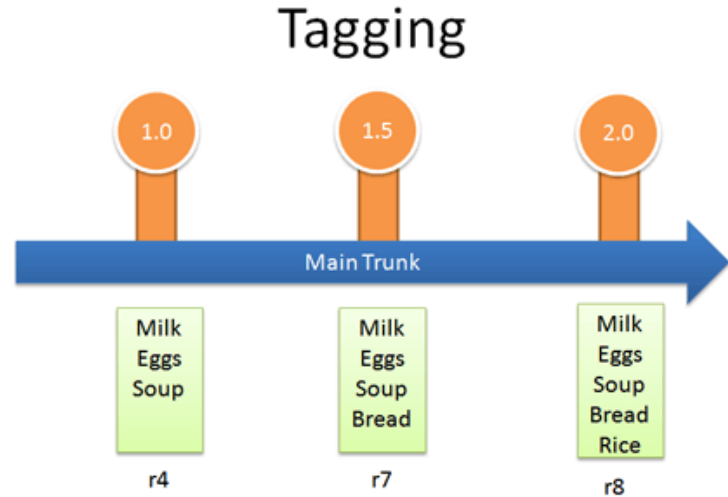 Tagging
1.0
1.5
2.0
Main Trunk
Milk
Eggs
Soup
r4
Milk
Eggs
Soup
Bread
r7
Milk
Eggs
Soup
Bread
Rice
r8